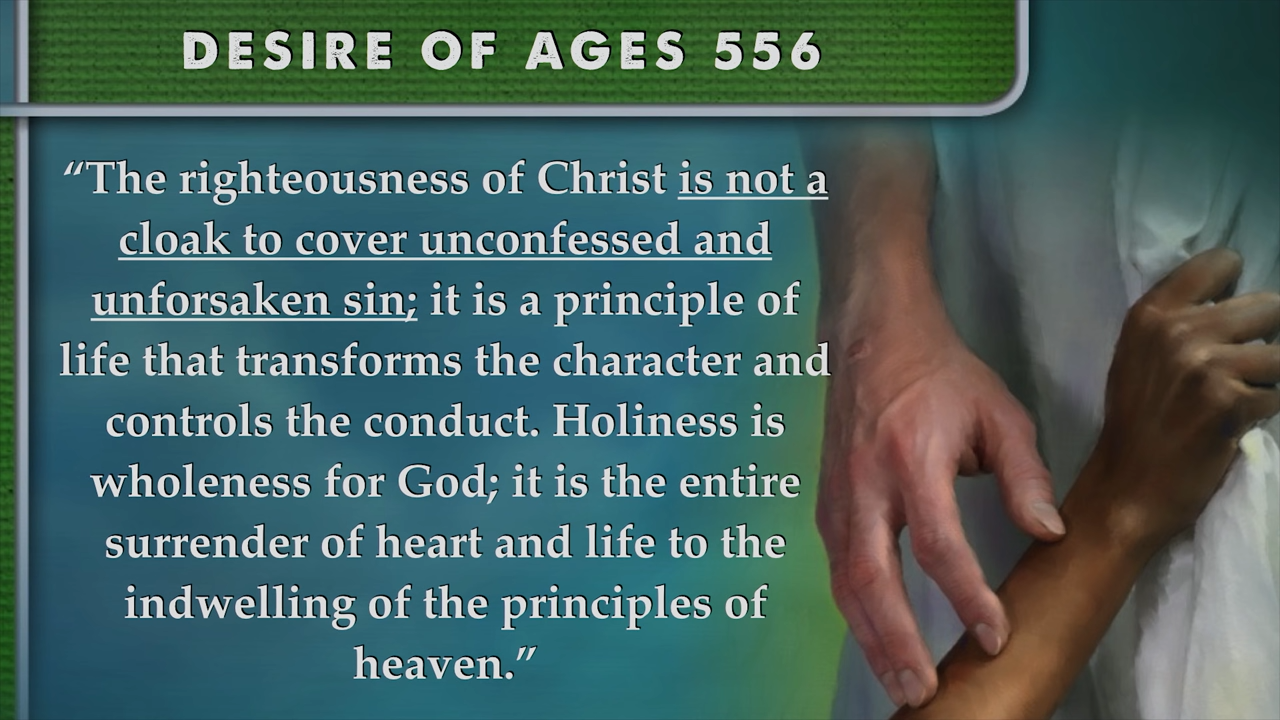 DESIRE OF AGES 556
“The righteousness of Christ is not a
cloak to cover unconfessed and
unforsaken sin; it is a principle of
life that transforms the character and
controls the conduct. Holiness is
wholeness for God; it is the entire
surrender of heart and life to the
indwelling of the principles of
heaven.”